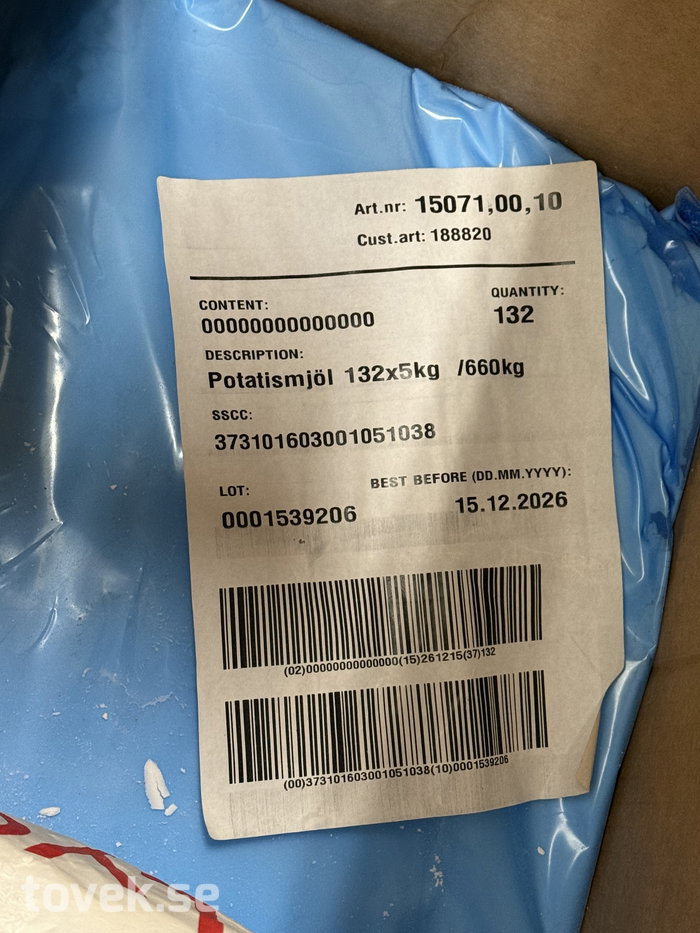 Art.nr: 15071,00,10
Cust.art: 188820
CONTENT:
00000000000000
QUANTITY:
132
DESCRIPTION:
Potatismjöl 132x5kg /660kg
SSCC:
373101603001051038
LOT:
0001539206
BEST BEFORE (DD.MM.YYYY):
15.12.2026
(02)00000000000000(15)261215(37)132
(00)373101603001051038(10)0001539206
tovek.se